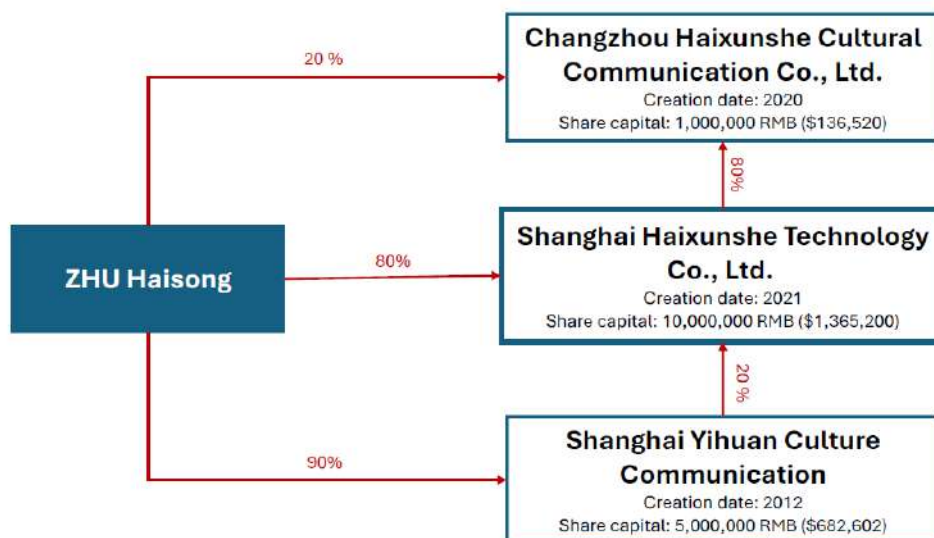 20 %
Changzhou Haixunshe Cultural
Communication Co., Ltd.
Creation date: 2020
Share capital: 1,000,000 RMB ($136,520)
80%
ZHU Haisong
80%
Shanghai Haixunshe Technology
Co., Ltd.
Creation date: 2021
Share capital: 10,000,000 RMB ($1,365,200)
20 %
90%
Shanghai Yihuan Culture
Communication
Creation date: 2012
Share capital: 5,000,000 RMB ($682,602)